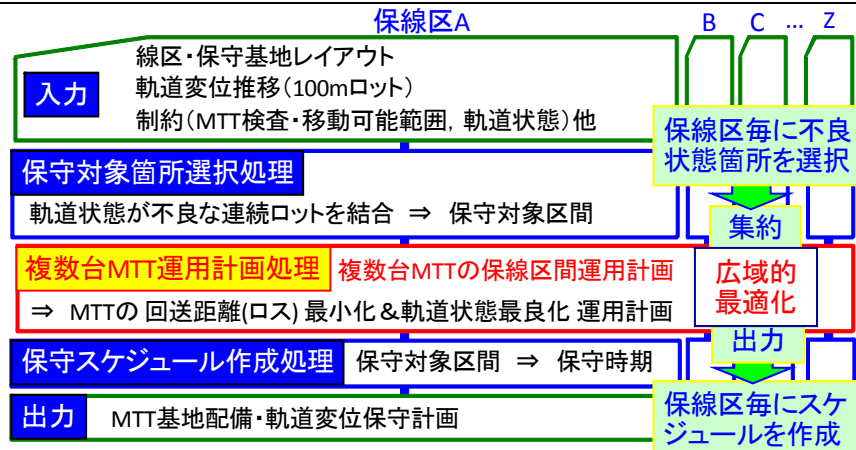 保線区A
B C … Z
入力
線区・保守基地レイアウト
軌道変位推移(100mロット)
制約(MTT検査・移動可能範囲, 軌道状態)他
保線区毎に不良
状態箇所を選択
保守対象箇所選択処理
軌道状態が不良な連続ロットを結合 ⇒ 保守対象区間
集約
複数台MTT運用計画処理 複数台MTTの保線区間運用計画
⇒ MTTの 回送距離(ロス) 最小化&軌道状態最良化 運用計画
広域的
最適化
出力
保守スケジュール作成処理 保守対象区間 ⇒ 保守時期
出力 MTT基地配備・軌道変位保守計画
保線区毎にスケ
ジュールを作成